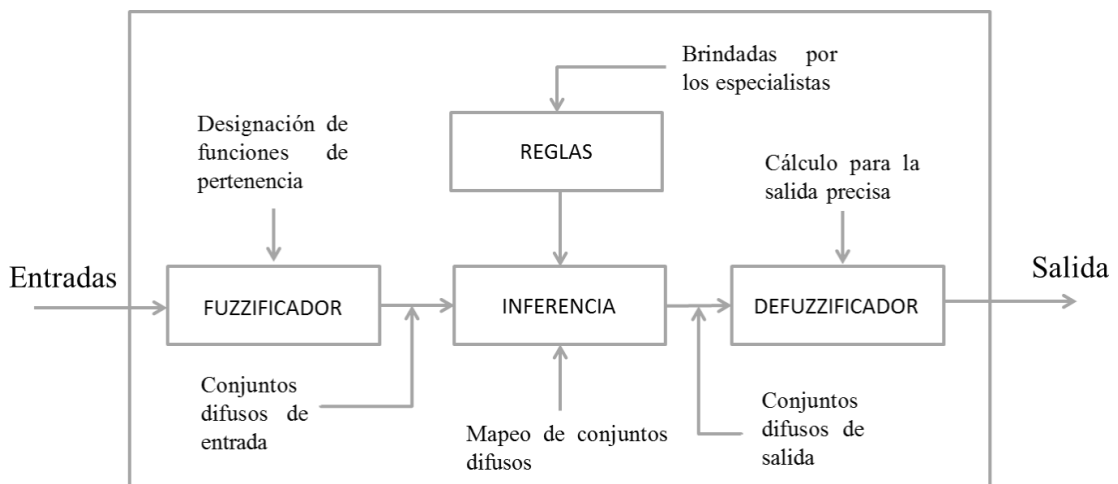 Brindadas por
los especialistas
Designación de
funciones de
pertenencia
REGLAS
Cálculo para la
salida precisa
Entradas
Salida
FUZZIFICADOR
INFERENCIA
DEFUZZIFICADOR
Conjuntos
difusos de
entrada
Mapeo de conjuntos
difusos
Conjuntos
difusos de
salida